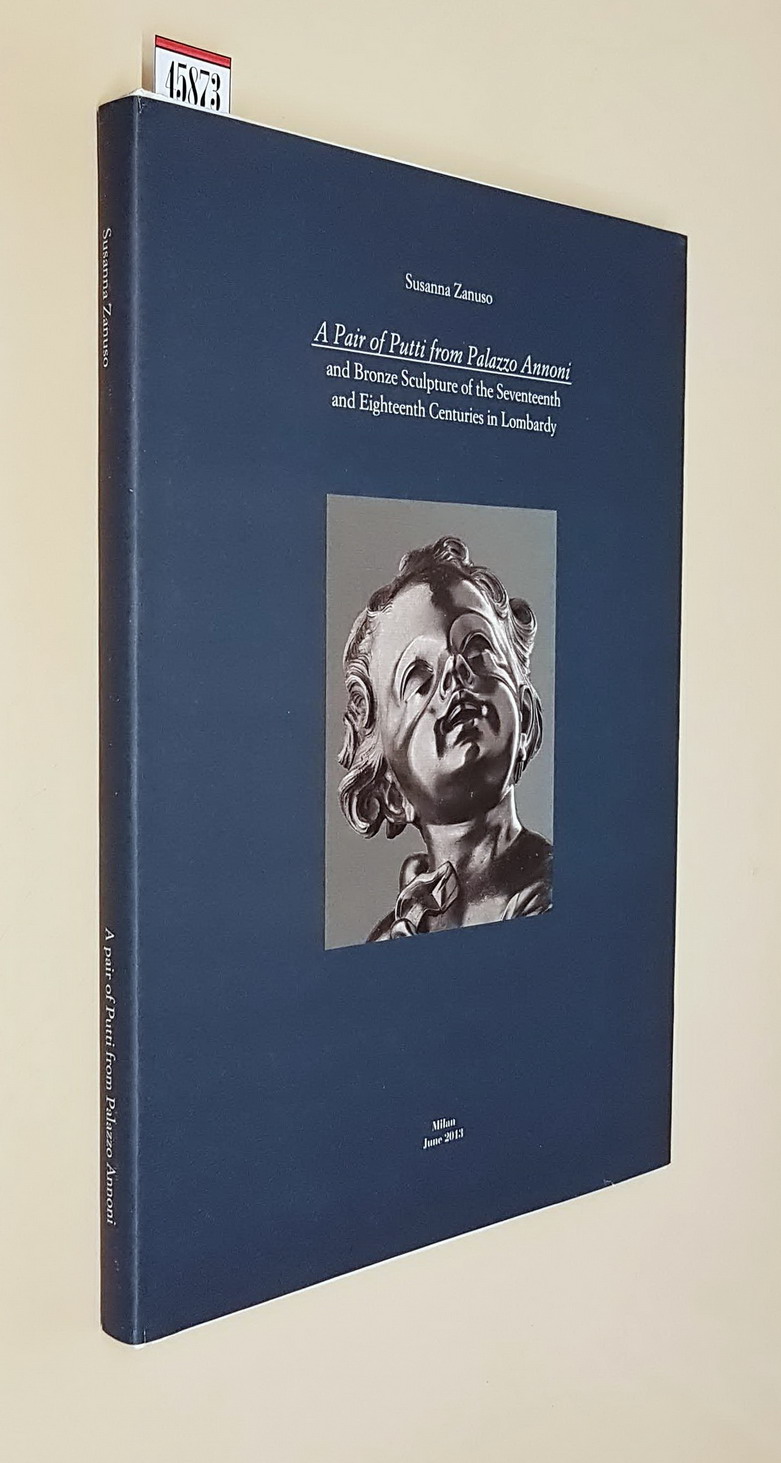 45873
Susanna Zanuso
A Pair of Putti from Palazzo Annoni
and Bronze Sculpture of the Seventeenth
and Eighteenth Centuries in Lombardy
Milan
June 2013
Susanna Zanuso
A pair of Putti from Palazzo Annoni